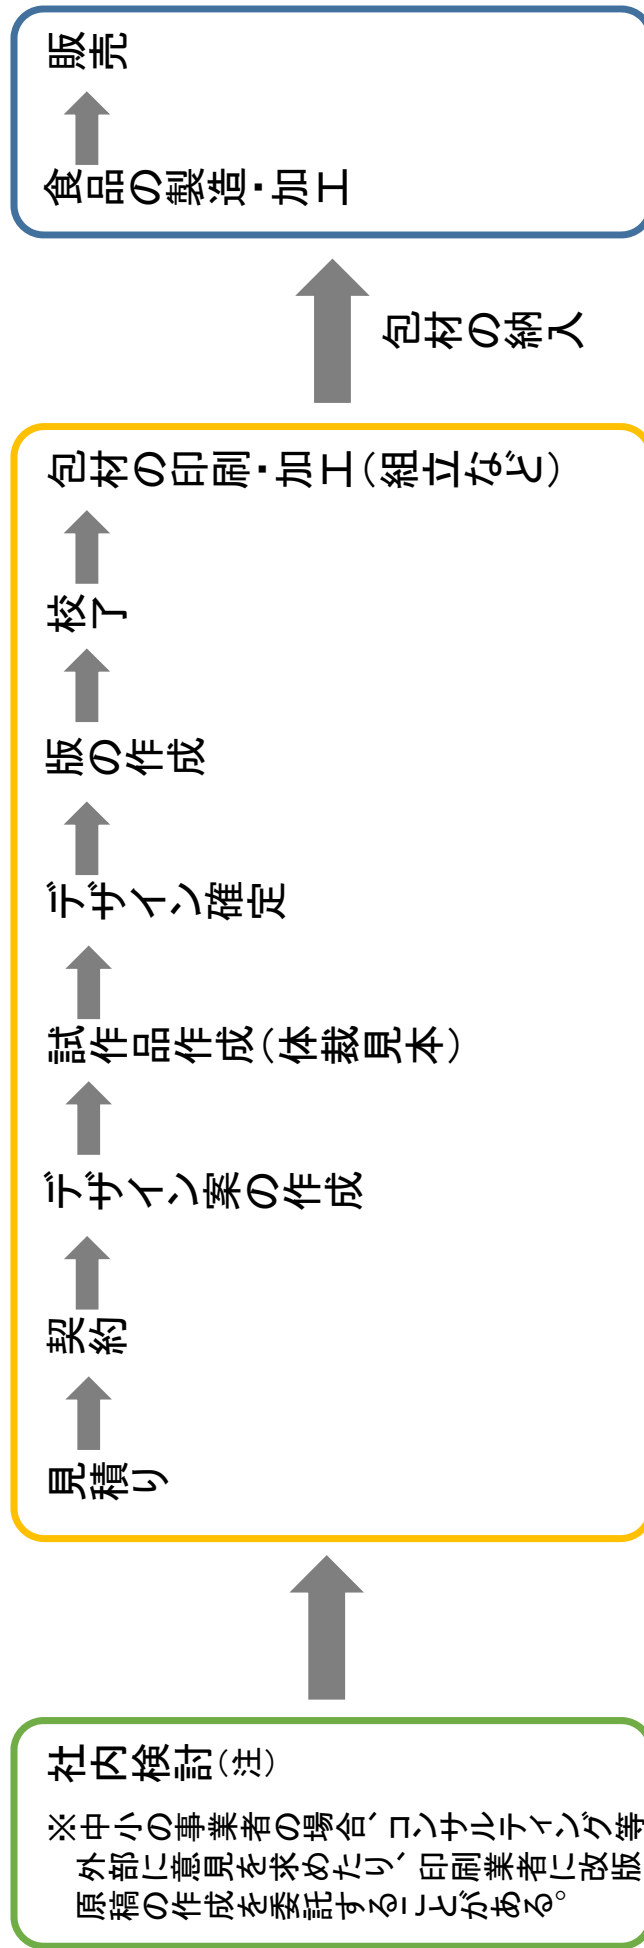 社内検討(注)
※中小の事業者の場合、コンサルティング等
外部に意見を求めたり、印刷業者に改版
原稿の作成を委託することがある。
見積り
契約
デザイン案の作成
試作品作成(体裁見本)
デザイン確定
版の作成
校了
包材の印刷・加工(組立など)
包材の納入
食品の製造・加工
販売